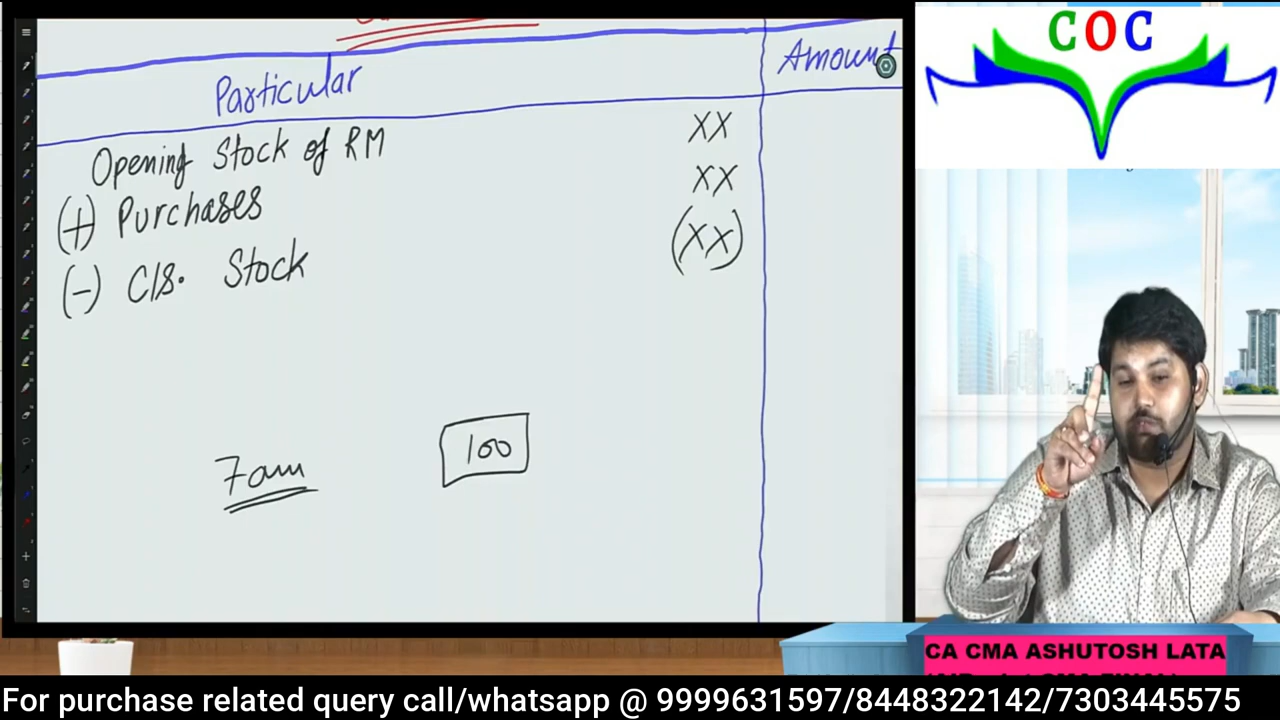 Particular
Amount
Opening Stock of RM XX
(+) Purchases XX
(-) C/S. Stock (XX)
7am
100
COC
CA CMA ASHUTOSH LATA
For purchase related query call/whatsapp @ 9999631597/8448322142/7303445575